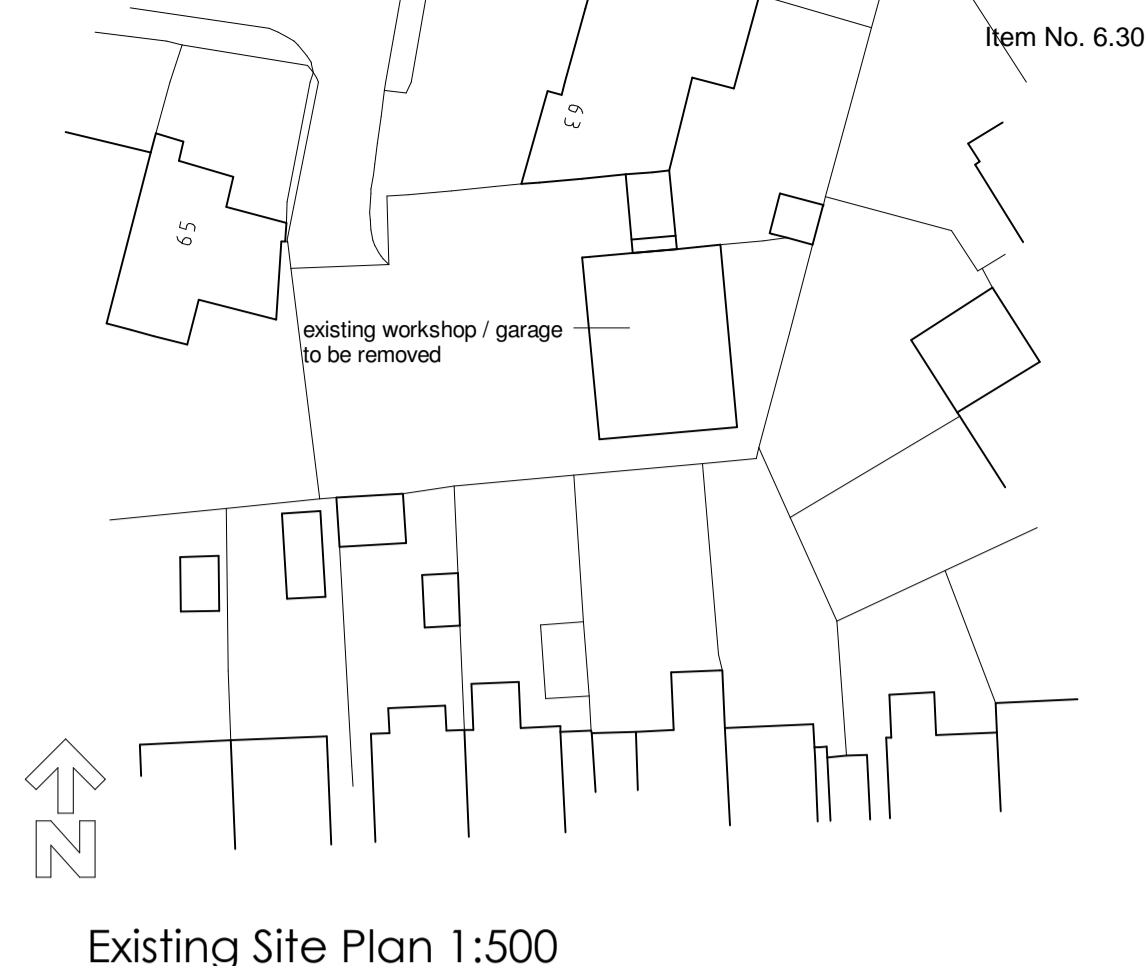 Item No. 6.30
63
65
existing workshop / garage
to be removed
N
Existing Site Plan 1:500